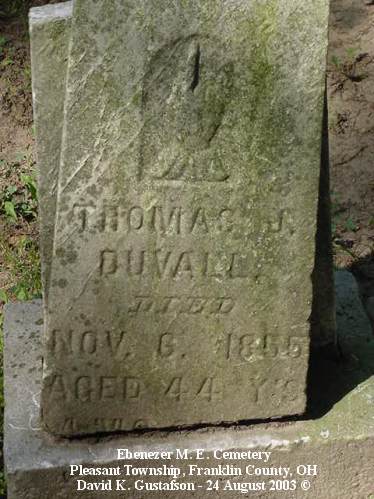 THOMAS J.
DUVALL.
DIED
NOV. 6. 1855
AGED 44 Y'S
Ebenezer M. E. Cemetery
Pleasant Township, Franklin County, OH
David K. Gustafson - 24 August 2003 ©